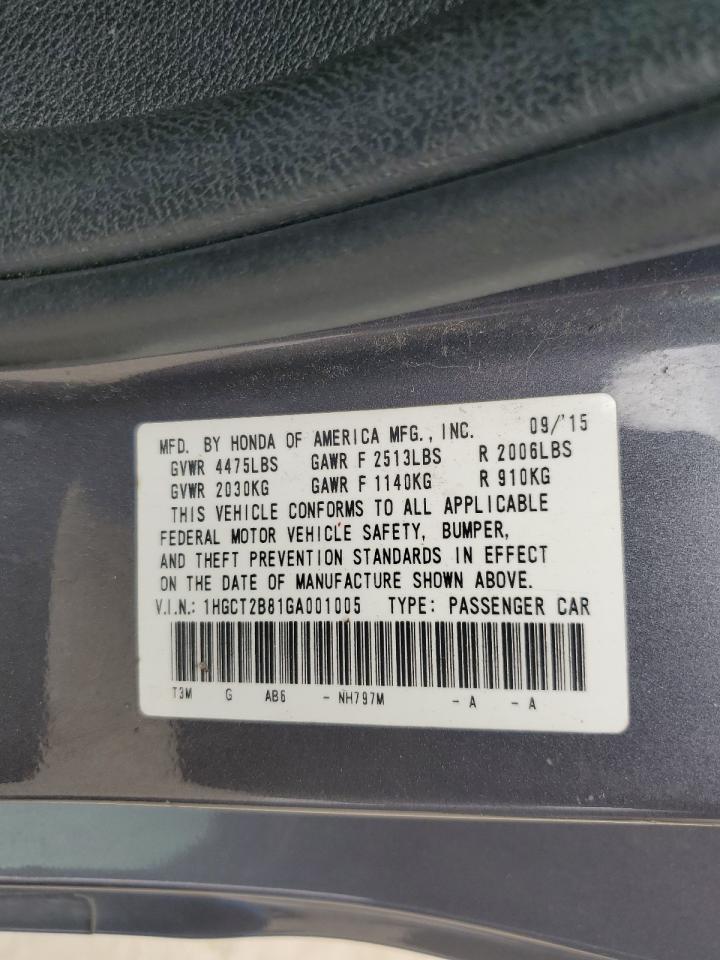 MFD. BY HONDA OF AMERICA MFG., INC. 09/'15
GVWR 4475LBS GAWR F 2513LBS R 2006LBS
GVWR 2030KG GAWR F 1140KG R 910KG
THIS VEHICLE CONFORMS TO ALL APPLICABLE
FEDERAL MOTOR VEHICLE SAFETY, BUMPER,
AND THEFT PREVENTION STANDARDS IN EFFECT
ON THE DATE OF MANUFACTURE SHOWN ABOVE.
V.I.N.: 1HGCT2B81GA001005 TYPE: PASSENGER CAR
T3M G AB6 - NH797M - A - A